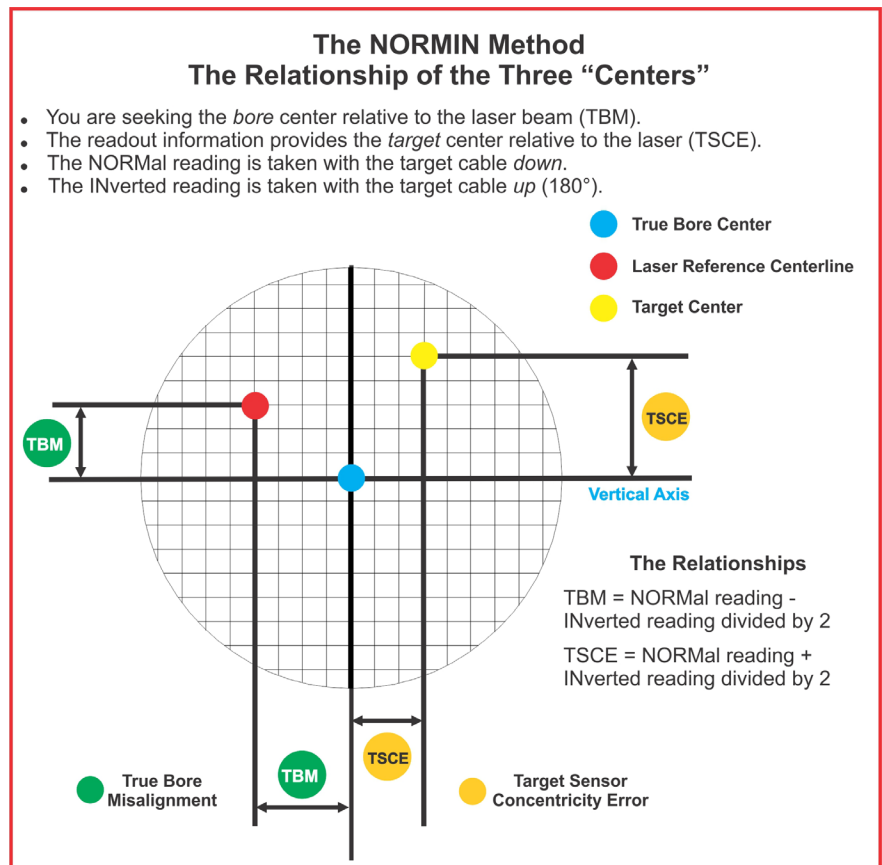 The NORMIN Method
The Relationship of the Three “Centers”
• You are seeking the bore center relative to the laser beam (TBM).
• The readout information provides the target center relative to the laser (TSCE).
• The NORMal reading is taken with the target cable down.
• The INverted reading is taken with the target cable up (180°).
True Bore Center
Laser Reference Centerline
Target Center
TBM
TSCE
Vertical Axis
The Relationships
TBM = NORMal reading -
INverted reading divided by 2
TSCE = NORMal reading +
INverted reading divided by 2
TSCE
TBM
True Bore
Misalignment
Target Sensor
Concentricity Error